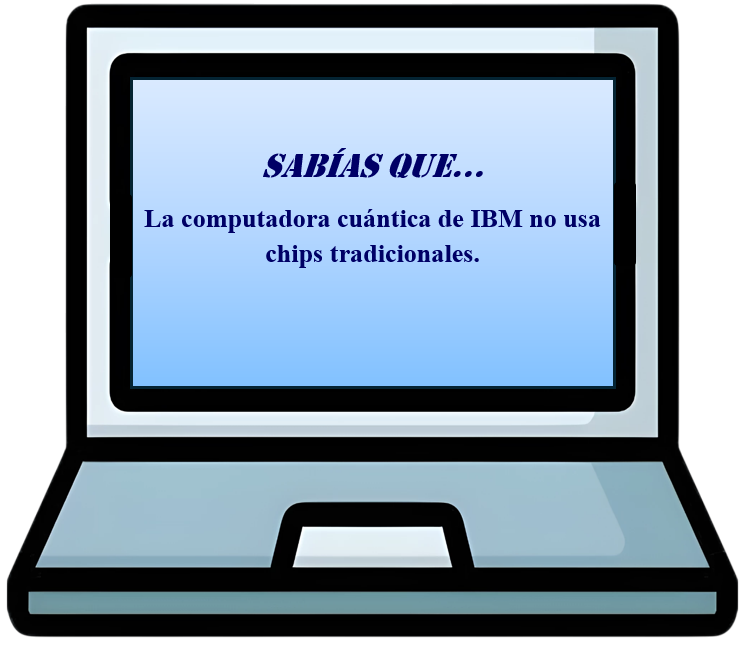 SABÍAS QUE...
La computadora cuántica de IBM no usa
chips tradicionales.